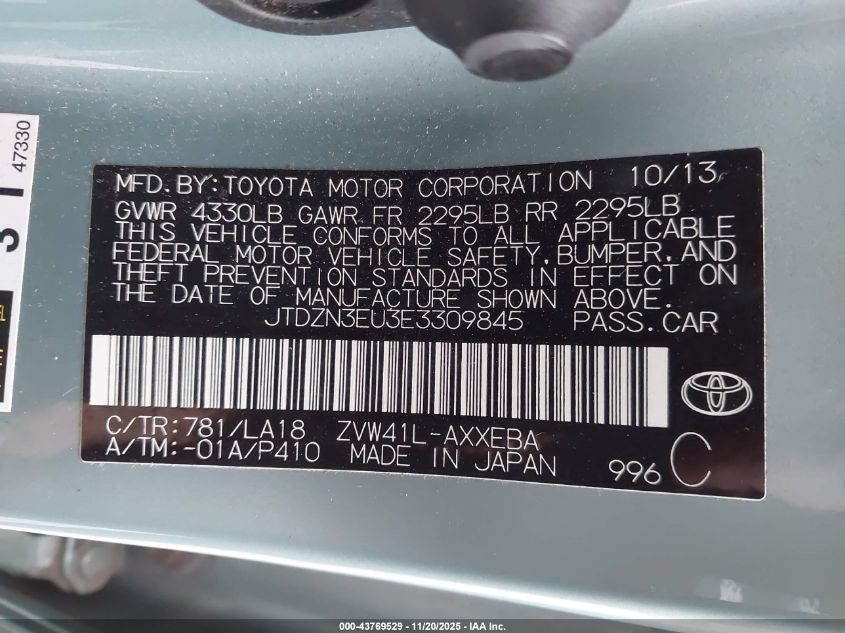 47330
3 1
MFD.BY:TOYOTA MOTOR CORPORATION 10/13
GVWR 4330LB GAWR FR 2295LB RR 2295LB
THIS VEHICLE CONFORMS TO ALL APPLICABLE
FEDERAL MOTOR VEHICLE SAFETY,BUMPER,AND
THEFT PREVENTION STANDARDS IN EFFECT ON
THE DATE OF MANUFACTURE SHOWN ABOVE.
JTDZN3EU3E3309845 PASS.CAR
C/TR:781/LA18 ZVW41L-AXXEBA
A/TM:-01A/P410 MADE IN JAPAN 996 C
000-43769529 - 11/20/2025 - IAA Inc.